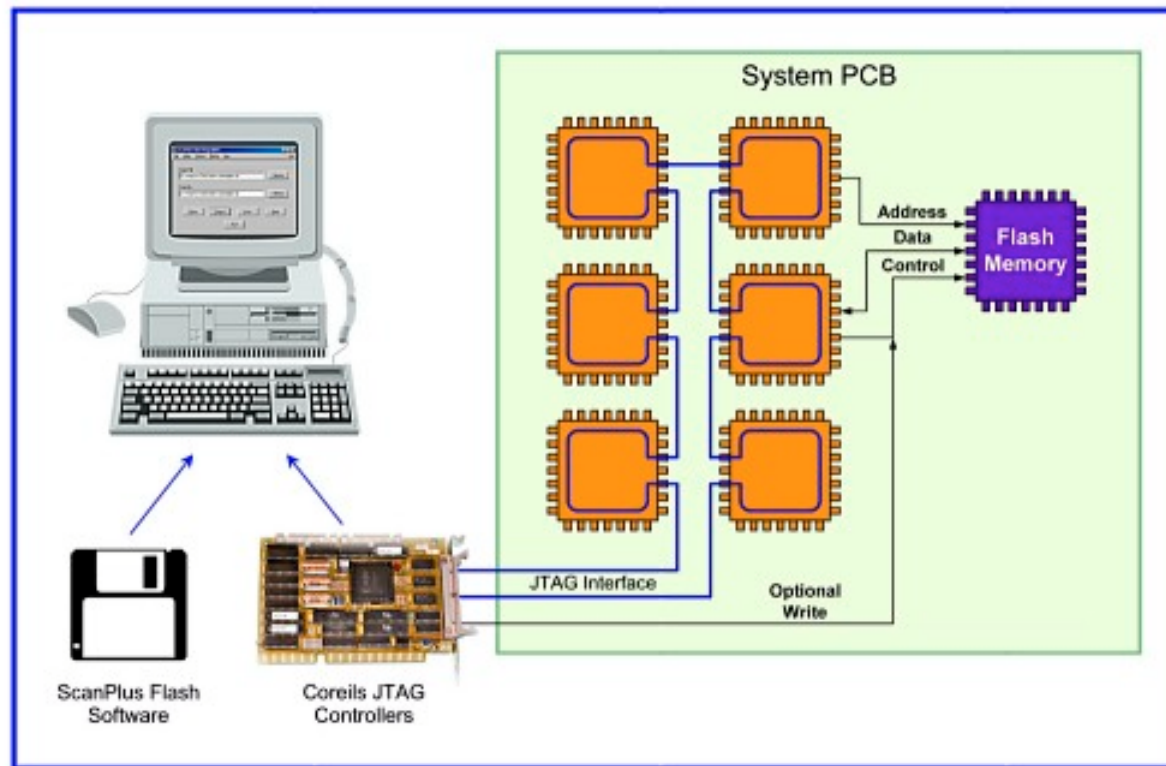 System PCB
Address
Data
Control
Flash
Memory
JTAG Interface
Optional
Write
ScanPlus Flash
Software
Coreils JTAG
Controllers